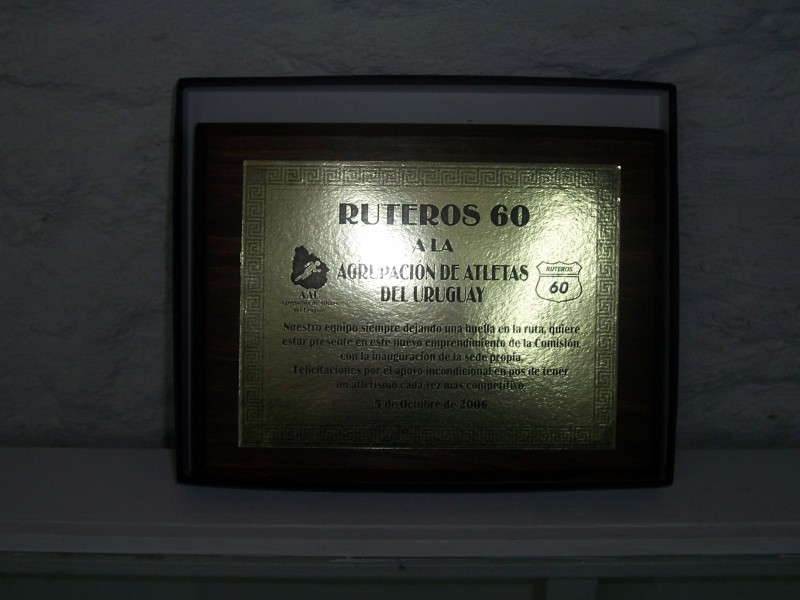 RUTEROS 60
A LA
AGRUPACIÓN DE ATLETAS
DEL URUGUAY
AAU
RUTEROS
60
Nuestro equipo siempre dejando una huella en la ruta, quiere
estar presente en este nuevo emprendimiento de la Comisión
con la inauguración de la sede propia.
Felicitaciones por el apoyo incondicional en pos de tener
un atletismo cada vez más competitivo.
5 de Octubre de 2006